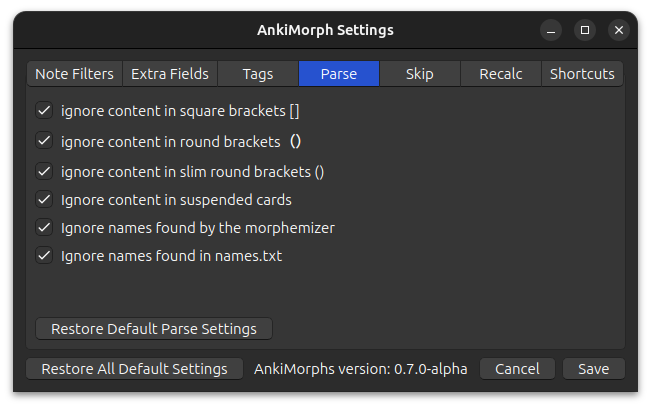 AnkiMorph Settings
Note Filters Extra Fields Tags Parse Skip Recalc Shortcuts
ignore content in square brackets []
ignore content in round brackets （）
ignore content in slim round brackets ()
Ignore content in suspended cards
Ignore names found by the morphemizer
Ignore names found in names.txt
Restore Default Parse Settings
Restore All Default Settings AnkiMorphs version: 0.7.0-alpha Cancel Save